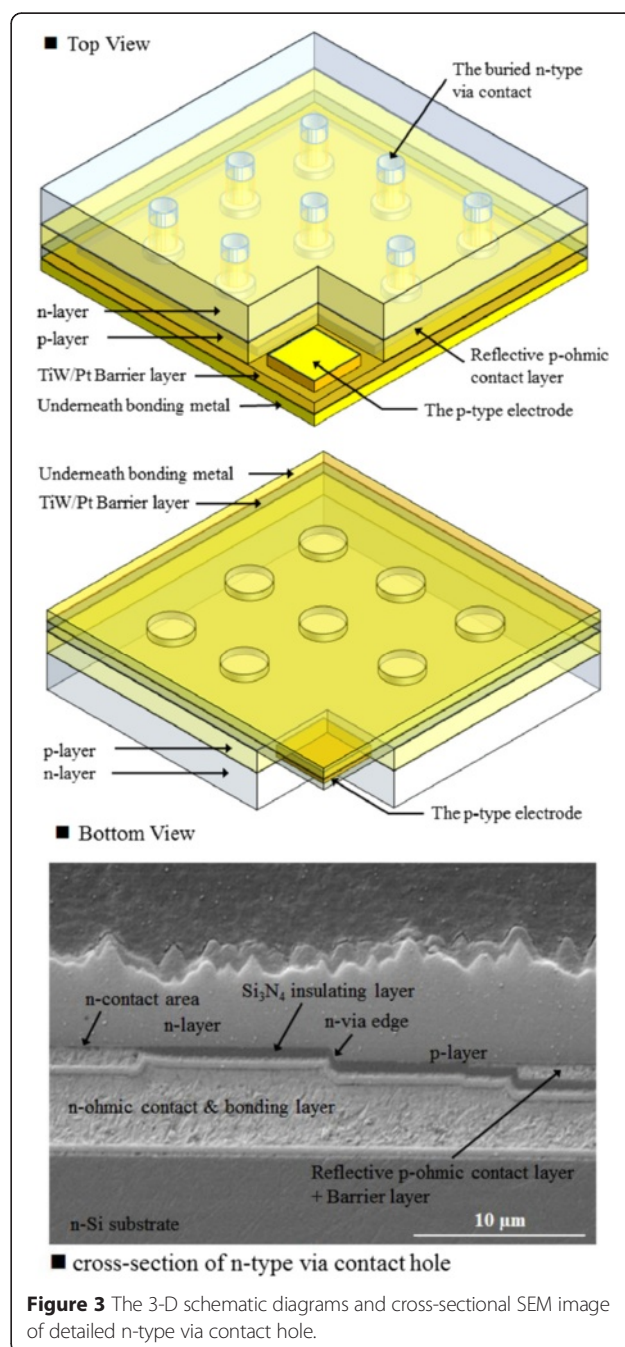 ■ Top View
The buried n-type
via contact
n-layer
p-layer
TiW/Pt Barrier layer
Underneath bonding metal
Reflective p-ohmic
contact layer
The p-type electrode
Underneath bonding metal
TiW/Pt Barrier layer
p-layer
n-layer
The p-type electrode
■ Bottom View
n-contact area
Si₃N₄ insulating layer
n-layer
n-via edge
p-layer
n-ohmic contact & bonding layer
Reflective p-ohmic contact layer
+ Barrier layer
n-Si substrate
10 µm
■ cross-section of n-type via contact hole
Figure 3 The 3-D schematic diagrams and cross-sectional SEM image
of detailed n-type via contact hole.